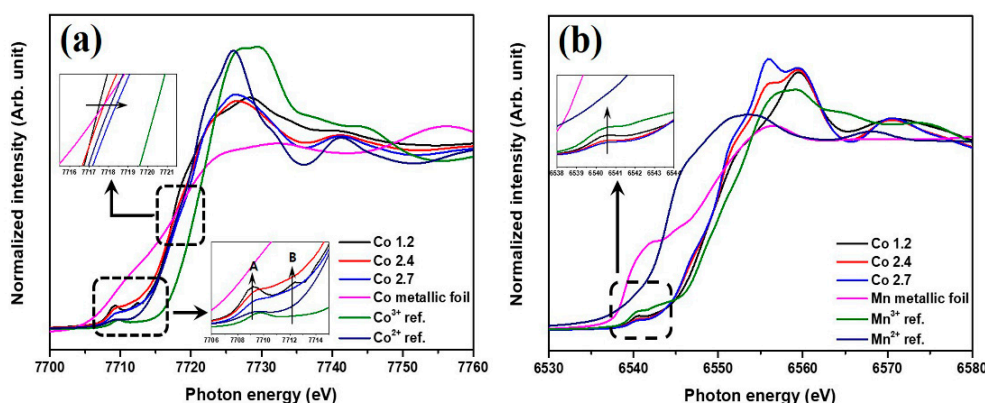 (a)
Normalized intensity (Arb. unit)
7716 7717 7718 7719 7720 7721
A
B
7706 7708 7710 7712 7714
Co 1.2
Co 2.4
Co 2.7
Co metallic foil
Co³⁺ ref.
Co²⁺ ref.
7700 7710 7720 7730 7740 7750 7760
Photon energy (eV)
(b)
Normalized intensity (Arb. unit)
6538 6539 6540 6541 6542 6543 6544
Co 1.2
Co 2.4
Co 2.7
Mn metallic foil
Mn³⁺ ref.
Mn²⁺ ref.
6530 6540 6550 6560 6570 6580
Photon energy (eV)